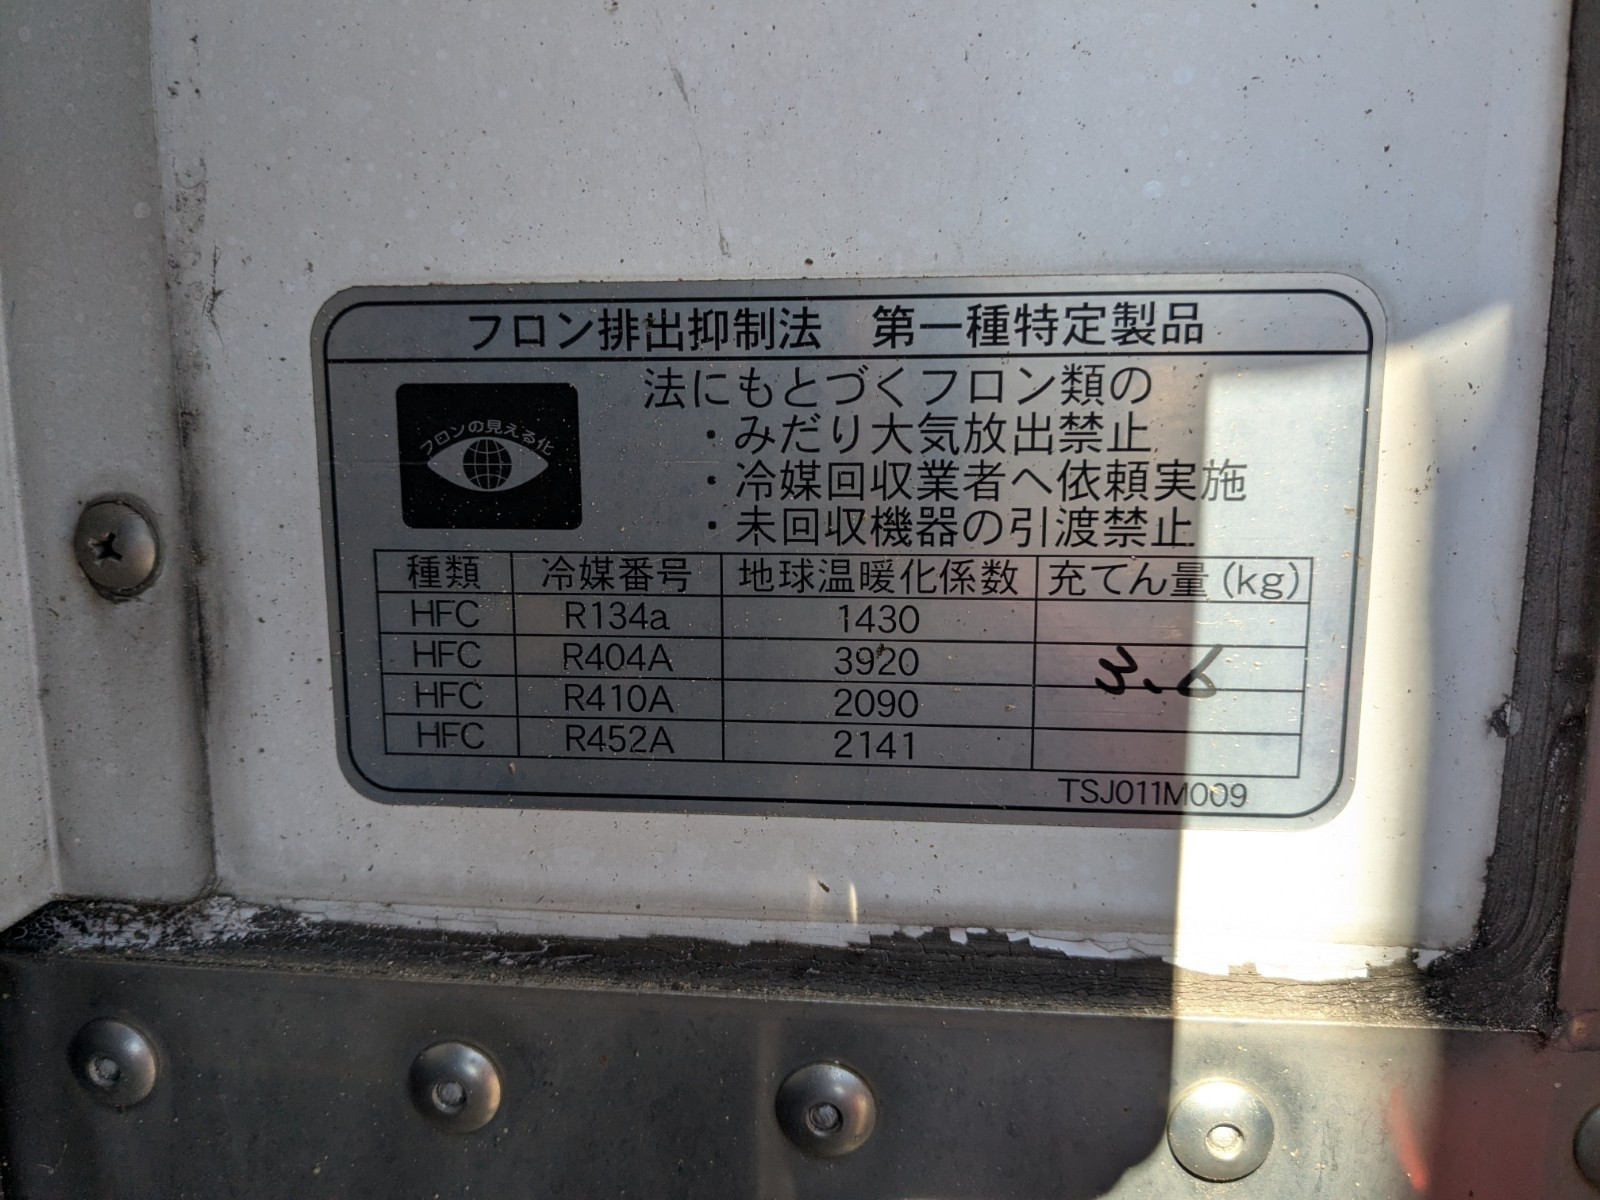 フロン排出抑制法　第一種特定製品
フロンの見える化
法にもとづくフロン類の
・みだり大気放出禁止
・冷媒回収業者へ依頼実施
・未回収機器の引渡禁止
種類 冷媒番号 地球温暖化係数 充てん量(kg)
HFC R134a 1430
HFC R404A 3920 3.6
HFC R410A 2090
HFC R452A 2141
TSJ011M009